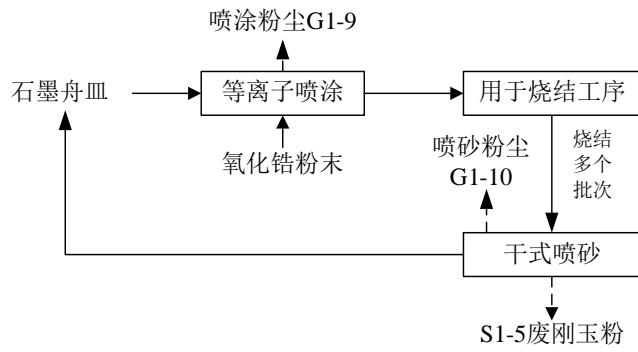 喷涂粉尘G1-9
石墨舟皿
等离子喷涂
用于烧结工序
氧化锆粉末
喷砂粉尘
G1-10
烧结
多个
批次
干式喷砂
S1-5废刚玉粉